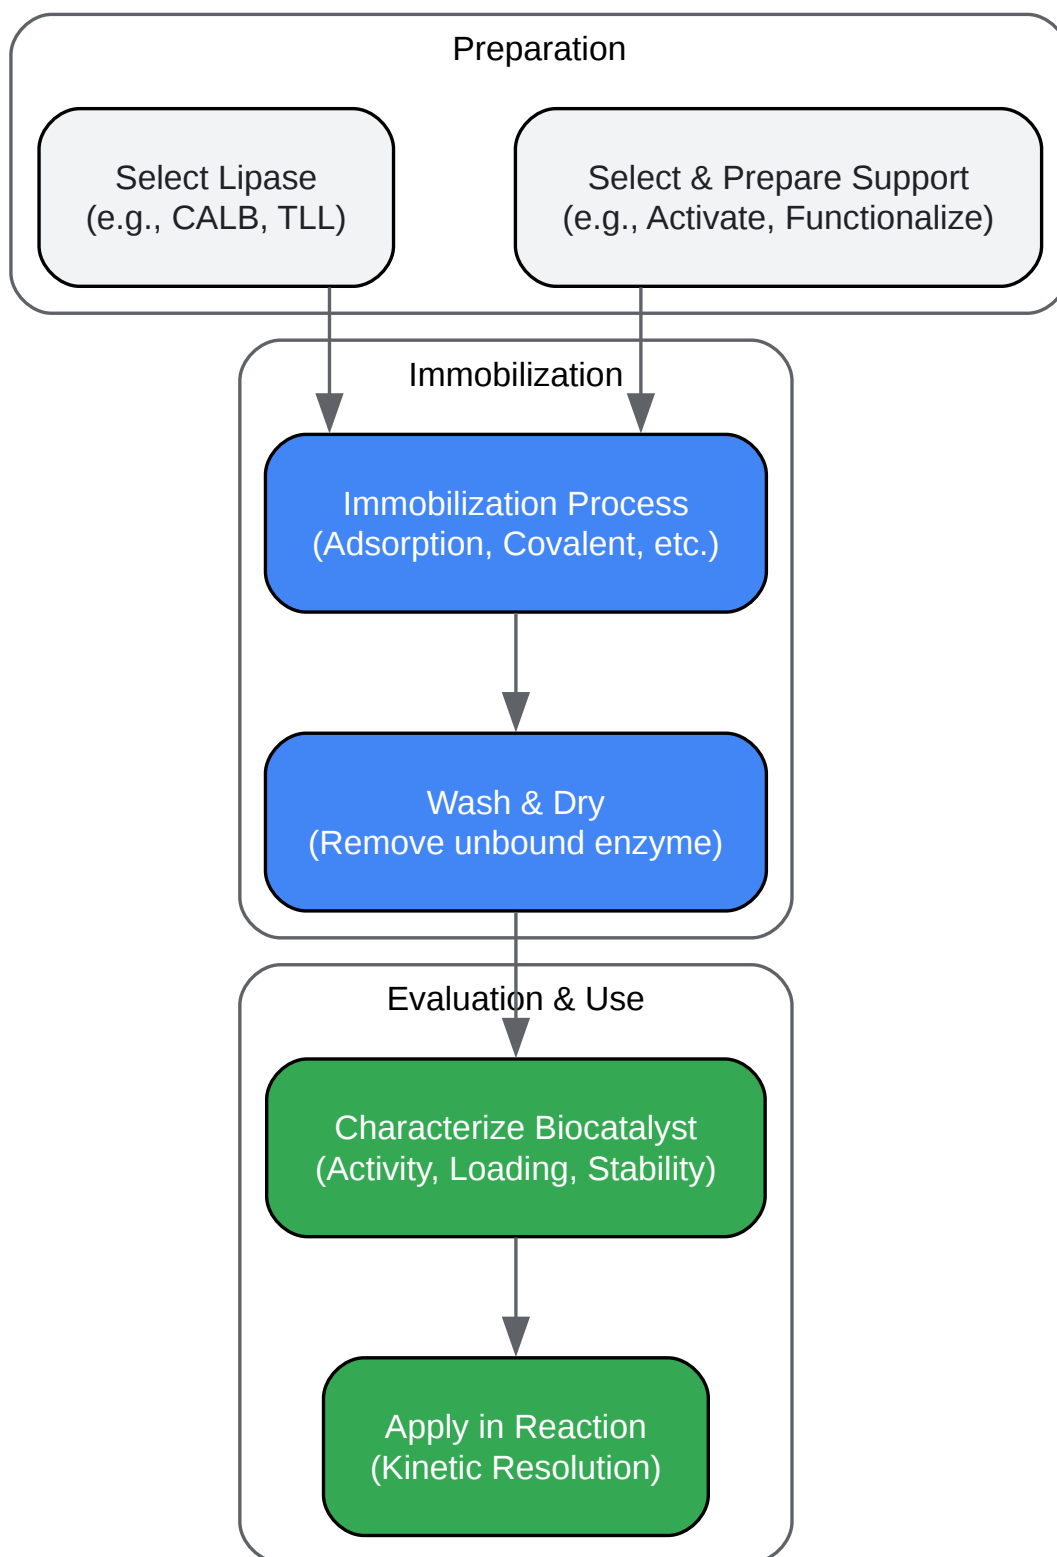 Preparation
Select Lipase
(e.g., CALB, TLL)
Select & Prepare Support
(e.g., Activate, Functionalize)
Immobilization
Immobilization Process
(Adsorption, Covalent, etc.)
Wash & Dry
(Remove unbound enzyme)
Evaluation & Use
Characterize Biocatalyst
(Activity, Loading, Stability)
Apply in Reaction
(Kinetic Resolution)